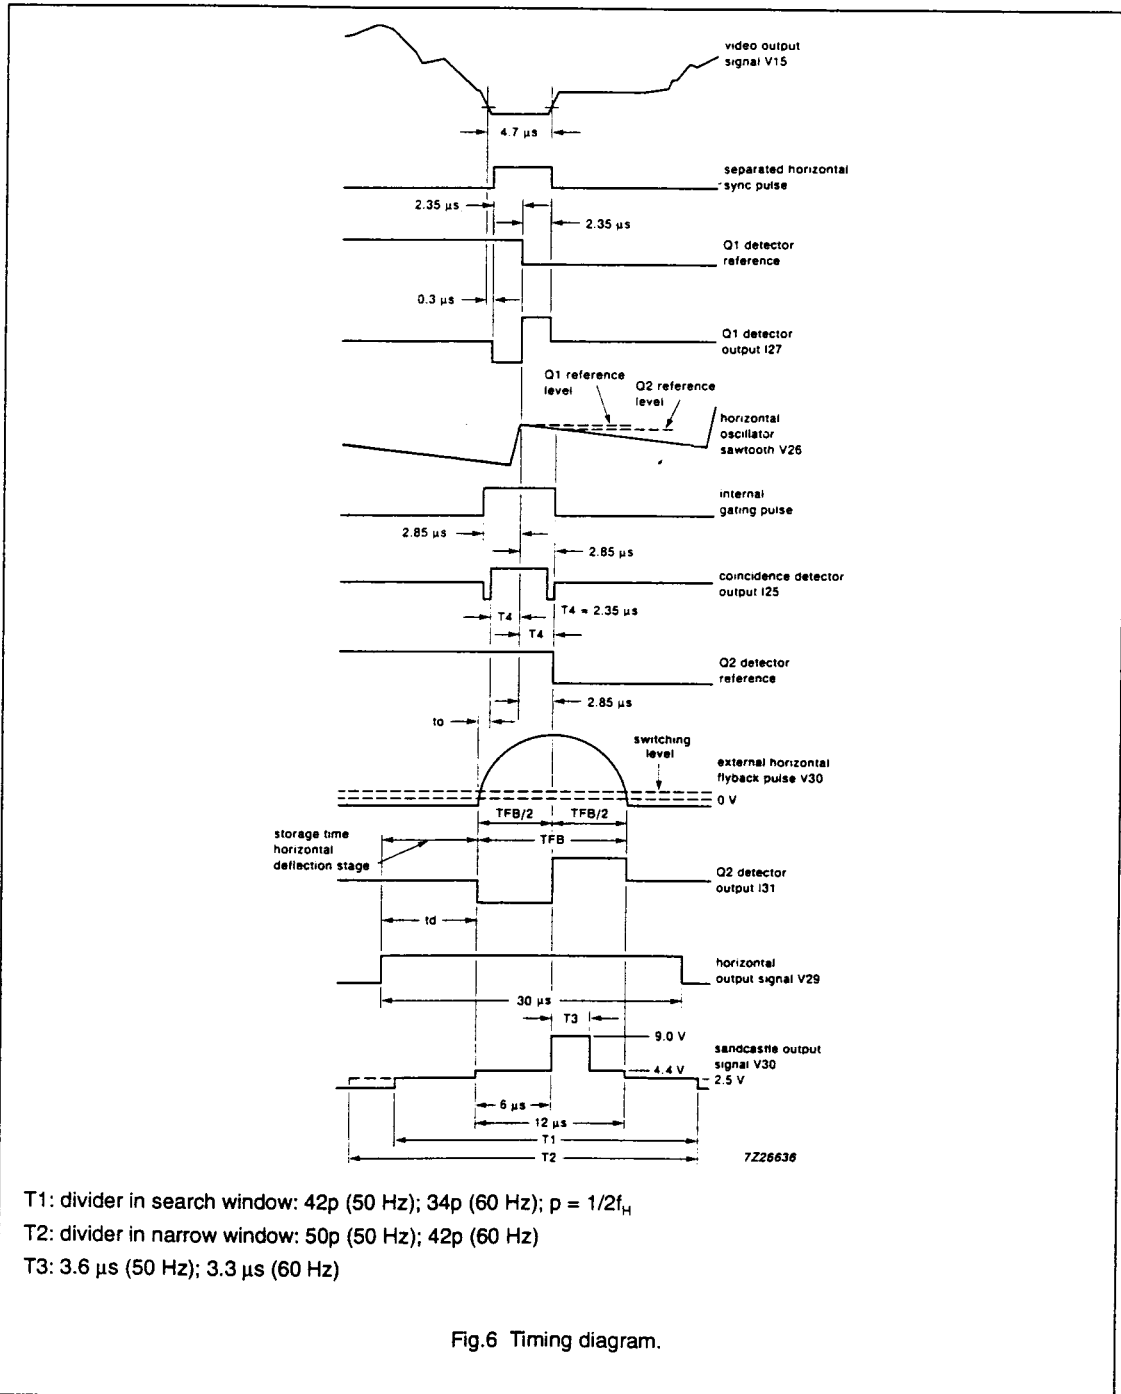 video output
signal V15
4.7 µs
separated horizontal
sync pulse
2.35 µs
2.35 µs
Q1 detector
reference
0.3 µs
Q1 detector
output I27
Q1 reference
level
Q2 reference
level
horizontal
oscillator
sawtooth V26
internal
gating pulse
2.85 µs
2.85 µs
coincidence detector
output I25
T4
T4 = 2.35 µs
T4
Q2 detector
reference
2.85 µs
to
switching
level
external horizontal
flyback pulse V30
0 V
TFB/2
TFB/2
storage time
horizontal
deflection stage
TFB
Q2 detector
output I31
td
horizontal
output signal V29
30 µs
T3
9.0 V
sandcastle output
signal V30
4.4 V
2.5 V
6 µs
12 µs
T1
T2
7Z26636
T1: divider in search window: 42p (50 Hz); 34p (60 Hz); p = 1/2f_H
T2: divider in narrow window: 50p (50 Hz); 42p (60 Hz)
T3: 3.6 µs (50 Hz); 3.3 µs (60 Hz)
Fig.6 Timing diagram.